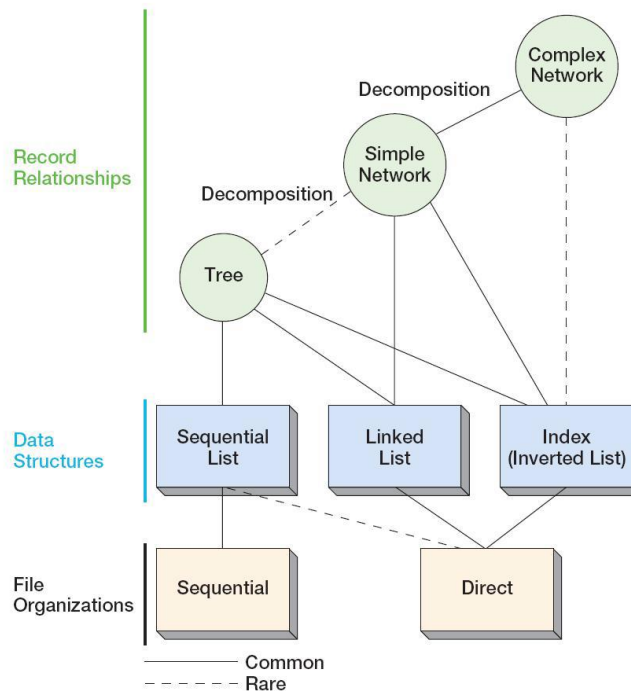 Complex
Network
Decomposition
Record
Relationships
Simple
Network
Decomposition
Tree
Data
Structures
Sequential
List
Linked
List
Index
(Inverted List)
File
Organizations
Sequential
Direct
Common
Rare